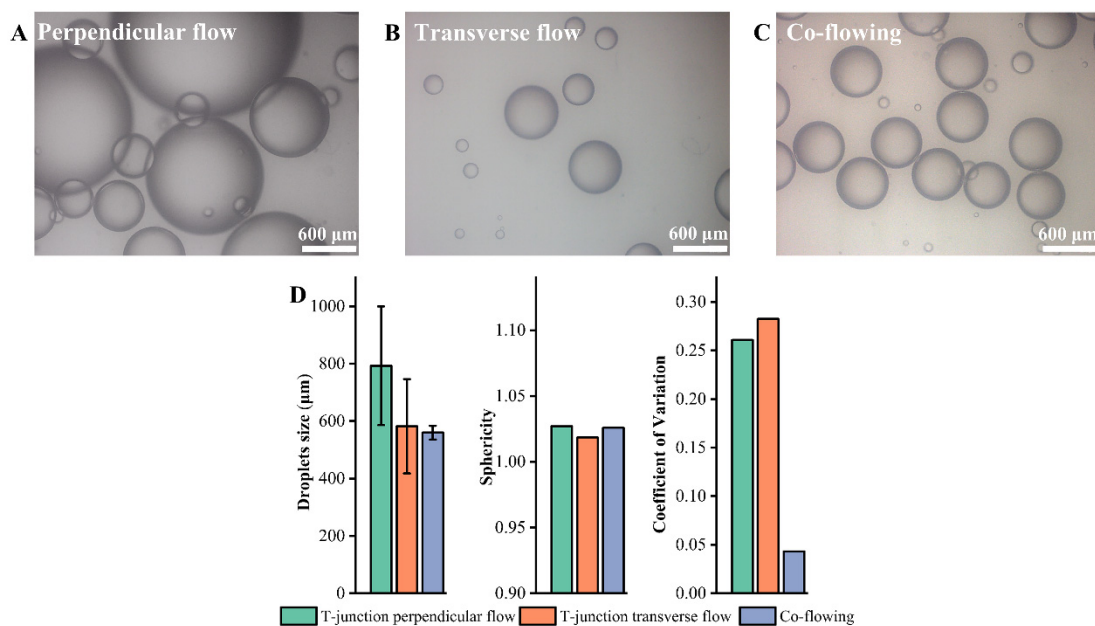 A Perpendicular flow
600 μm
B Transverse flow
600 μm
C Co-flowing
600 μm
D
Droplets size (μm)
1000
800
600
400
200
0
Sphericity
1.10
1.05
1.00
0.95
0.90
Coefficient of Variation
0.30
0.25
0.20
0.15
0.10
0.05
0.00
T-junction perpendicular flow
T-junction transverse flow
Co-flowing